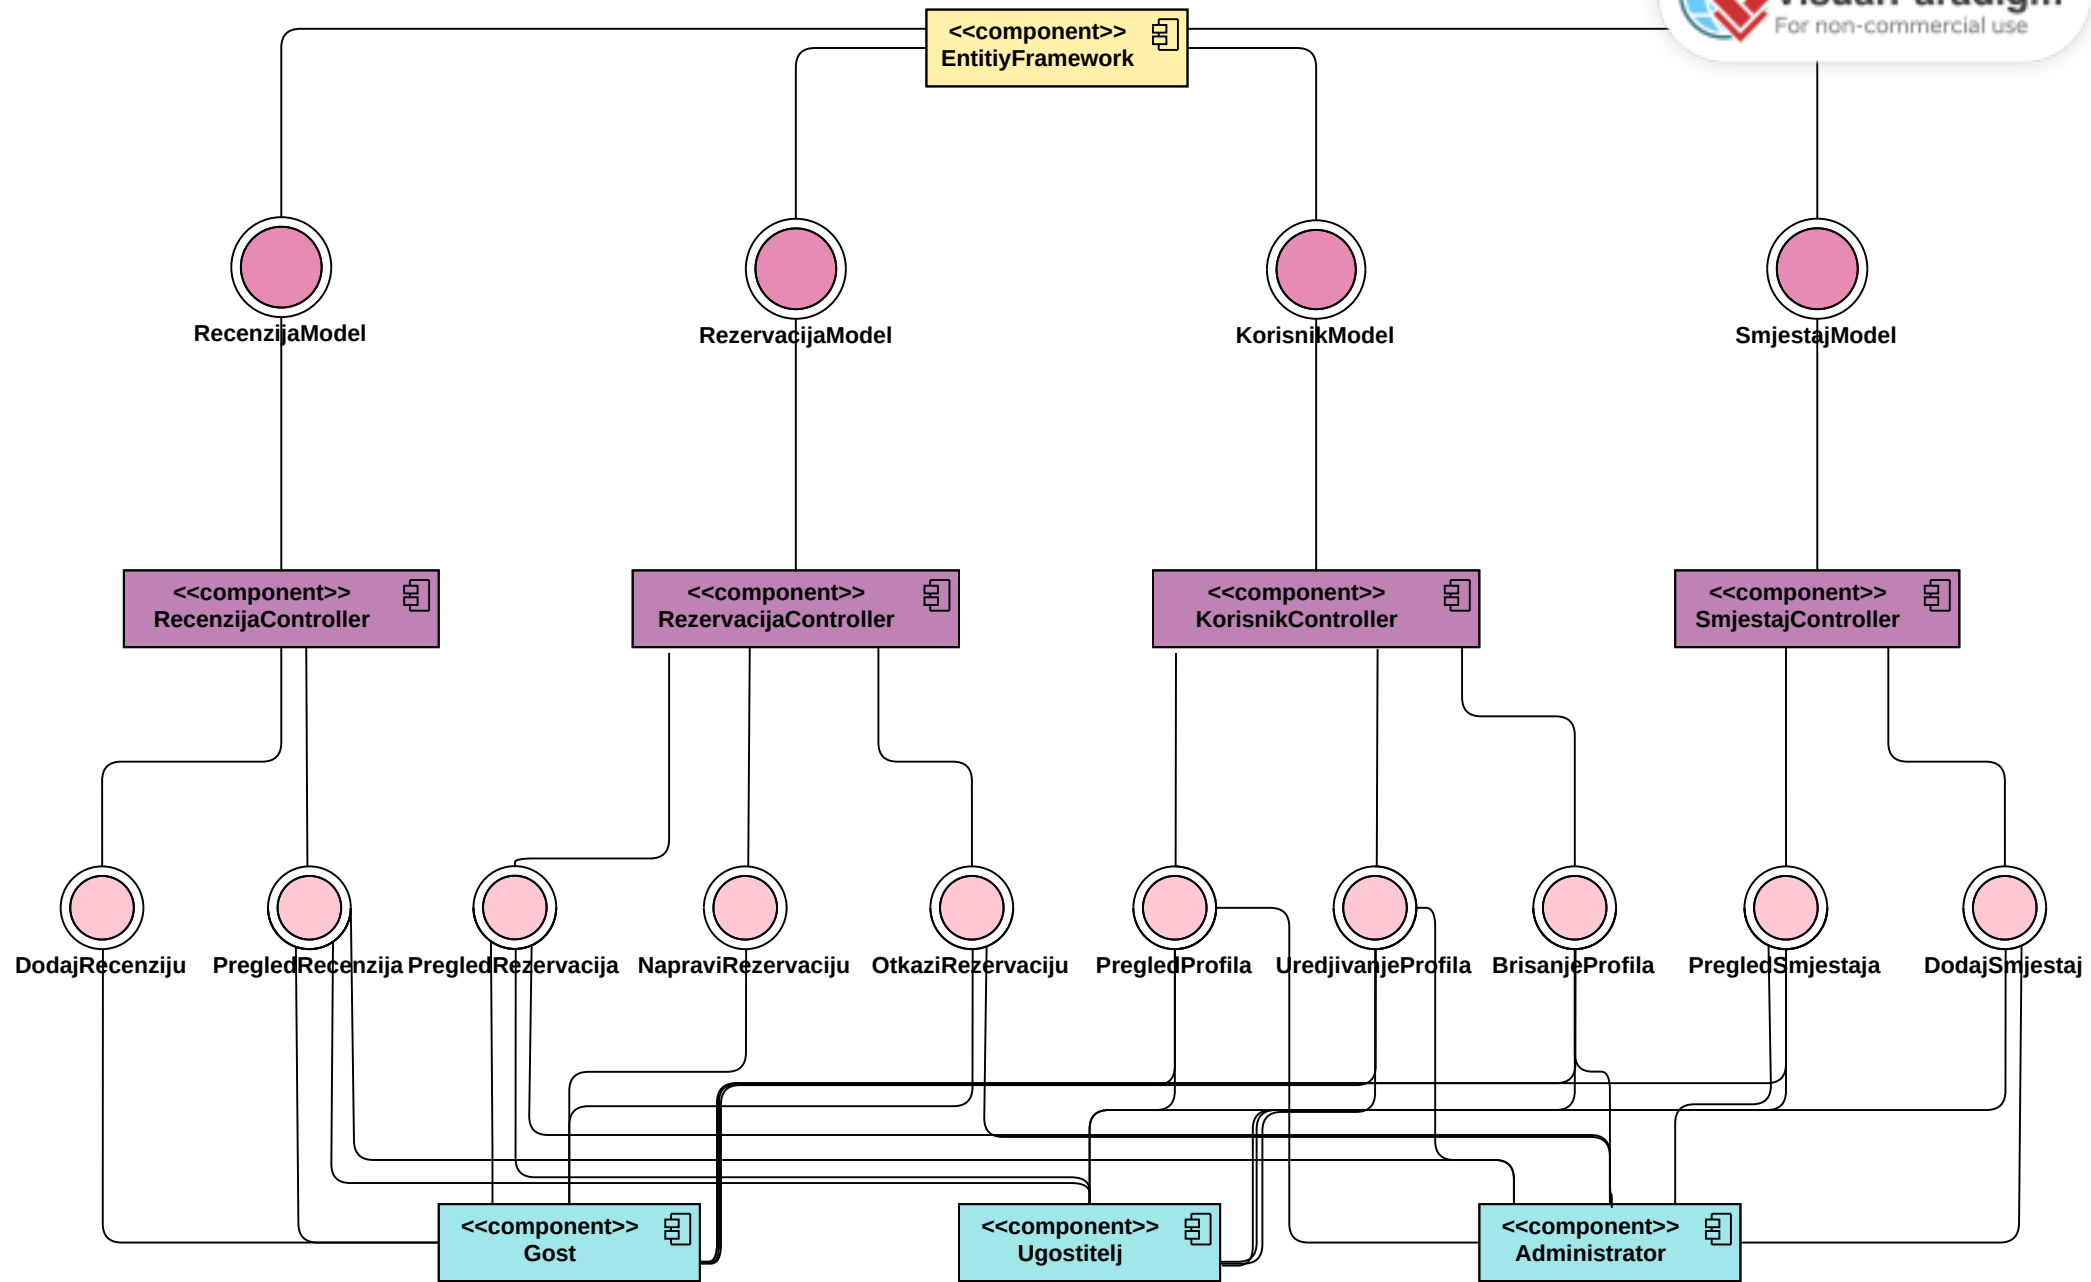 For non-commercial use
<<component>>
EntitiyFramework
RecenzijaModel
RezervacijaModel
KorisnikModel
SmjestajModel
<<component>>
RecenzijaController
<<component>>
RezervacijaController
<<component>>
KorisnikController
<<component>>
SmjestajController
DodajRecenziju
PregledRecenzija
PregledRezervacija
NapraviRezervaciju
OtkaziRezervaciju
PregledProfila
UredjivanjeProfila
BrisanjeProfila
PregledSmjestaja
DodajSmjestaj
<<component>>
Gost
<<component>>
Ugostitelj
<<component>>
Administrator